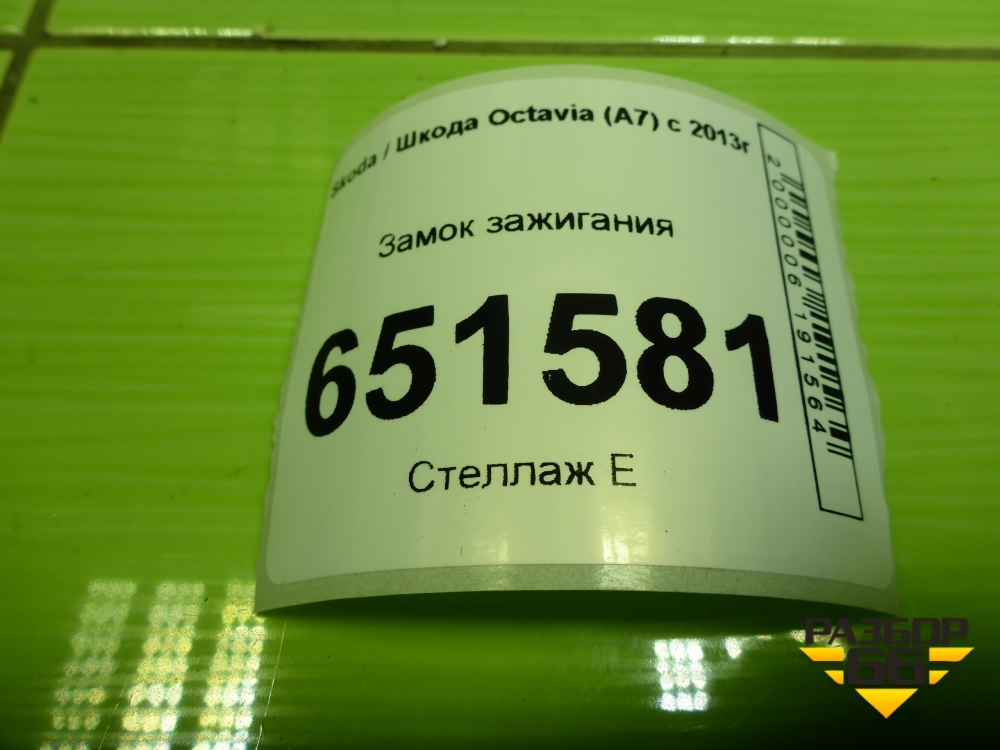 Skoda / Шкода Octavia (A7) с 2013г
Замок зажигания
651581
Стеллаж Е
2000006191564
РАЗБОР
66